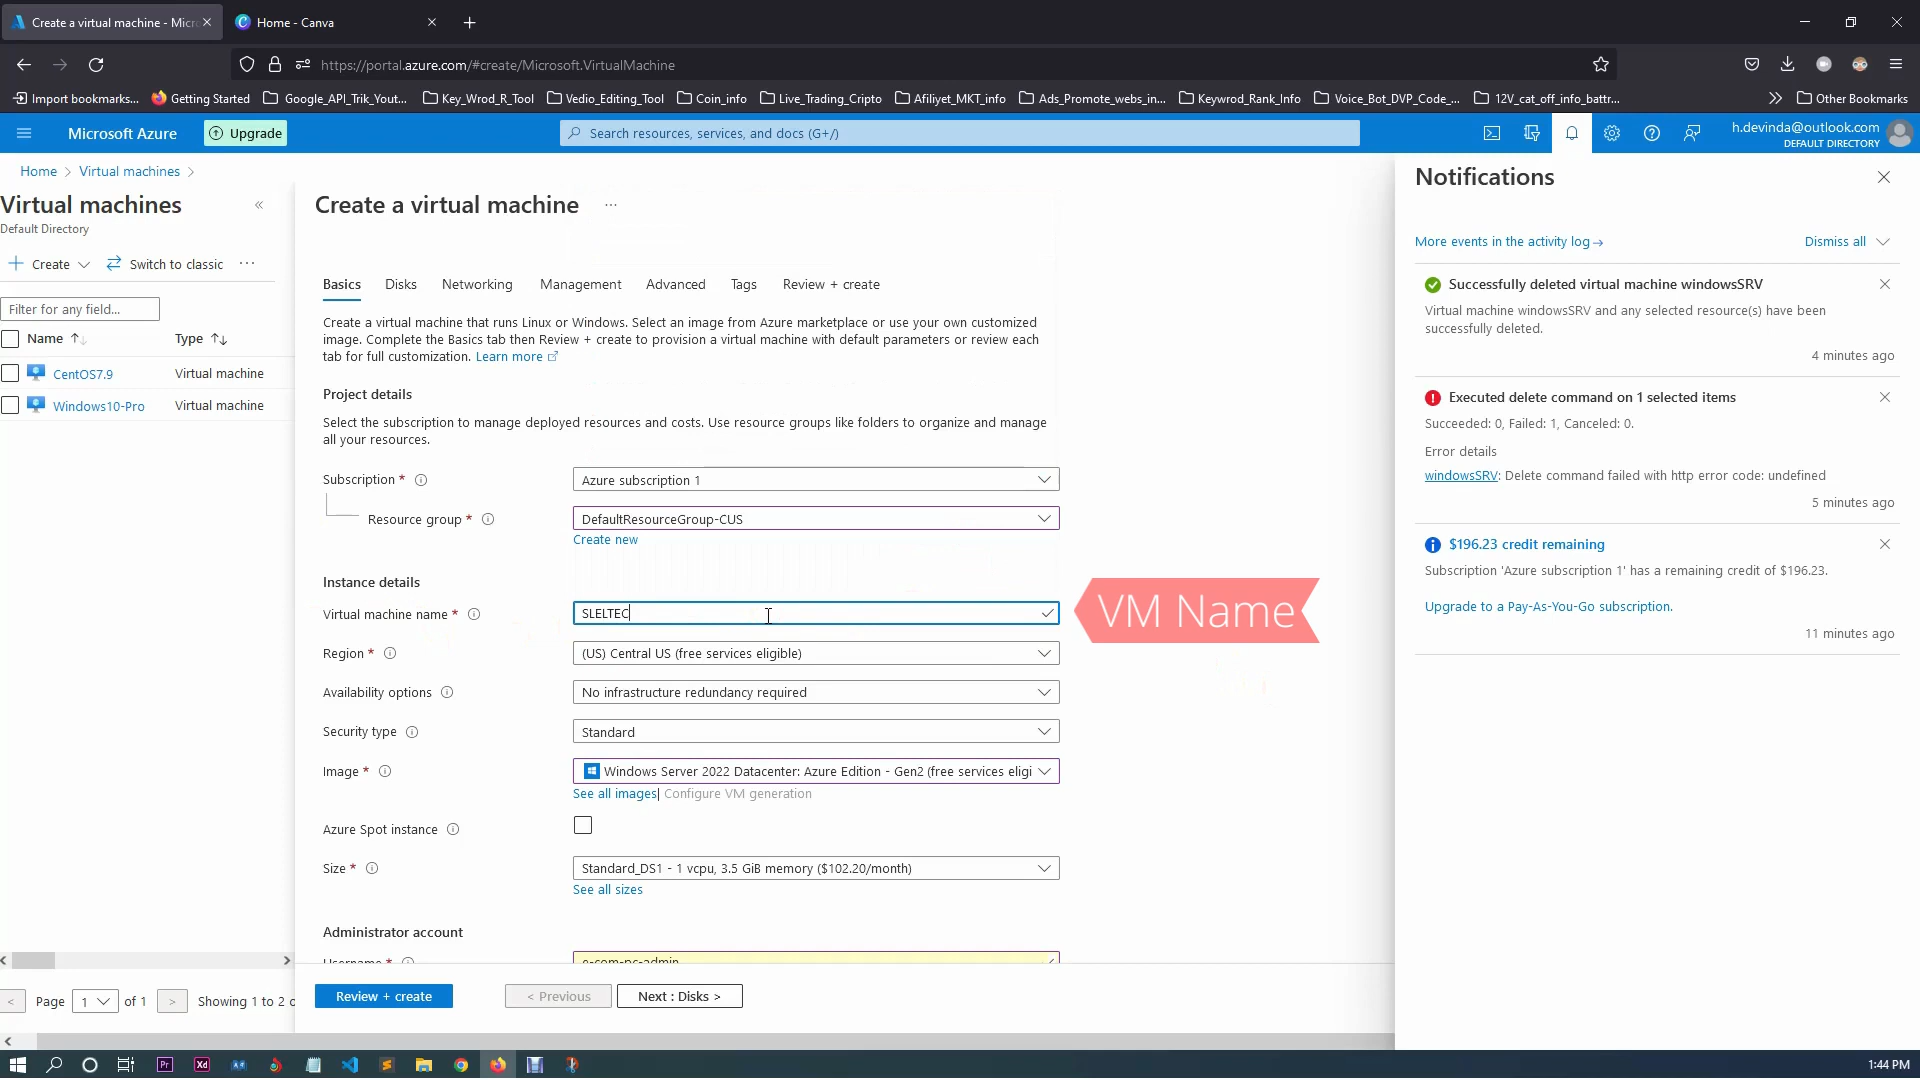 Create a virtual machine - Micr
Home - Canva
https://portal.azure.com/#create/Microsoft.VirtualMachine
Import bookmarks...
Getting Started
Google_API_Trik_Yout...
Key_Wrod_R_Tool
Vedio_Editing_Tool
Coin_info
Live_Trading_Cripto
Afiliyet_MKT_info
Ads_Promote_webs_in...
Keywrod_Rank_Info
Voice_Bot_DVP_Code_...
12V_cat_off_info_battr...
Other Bookmarks
Microsoft Azure
Upgrade
Search resources, services, and docs (G+/)
h.devinda@outlook.com
DEFAULT DIRECTORY
Home > Virtual machines >
Virtual machines
Default Directory
+ Create
Switch to classic
...
Filter for any field...
Name
Type
CentOS7.9
Virtual machine
Windows10-Pro
Virtual machine
< Page 1 of 1 > Showing 1 to 2 o
Create a virtual machine ...
Basics
Disks
Networking
Management
Advanced
Tags
Review + create
Create a virtual machine that runs Linux or Windows. Select an image from Azure marketplace or use your own customized
image. Complete the Basics tab then Review + create to provision a virtual machine with default parameters or review each
tab for full customization. Learn more
Project details
Select the subscription to manage deployed resources and costs. Use resource groups like folders to organize and manage
all your resources.
Subscription *
Azure subscription 1
Resource group *
DefaultResourceGroup-CUS
Create new
Instance details
Virtual machine name *
SLELTEC
VM Name
Region *
(US) Central US (free services eligible)
Availability options
No infrastructure redundancy required
Security type
Standard
Image *
Windows Server 2022 Datacenter: Azure Edition - Gen2 (free services eligi
See all images| Configure VM generation
Azure Spot instance
Size *
Standard_DS1 - 1 vcpu, 3.5 GiB memory ($102.20/month)
See all sizes
Administrator account
Username *
e-com-pc-admin
Review + create
< Previous
Next : Disks >
Notifications
More events in the activity log →
Dismiss all
Successfully deleted virtual machine windowsSRV
Virtual machine windowsSRV and any selected resource(s) have been
successfully deleted.
4 minutes ago
Executed delete command on 1 selected items
Succeeded: 0, Failed: 1, Canceled: 0.
Error details
windowsSRV: Delete command failed with http error code: undefined
5 minutes ago
$196.23 credit remaining
Subscription 'Azure subscription 1' has a remaining credit of $196.23.
Upgrade to a Pay-As-You-Go subscription.
11 minutes ago
Pr
Xd
1:44 PM